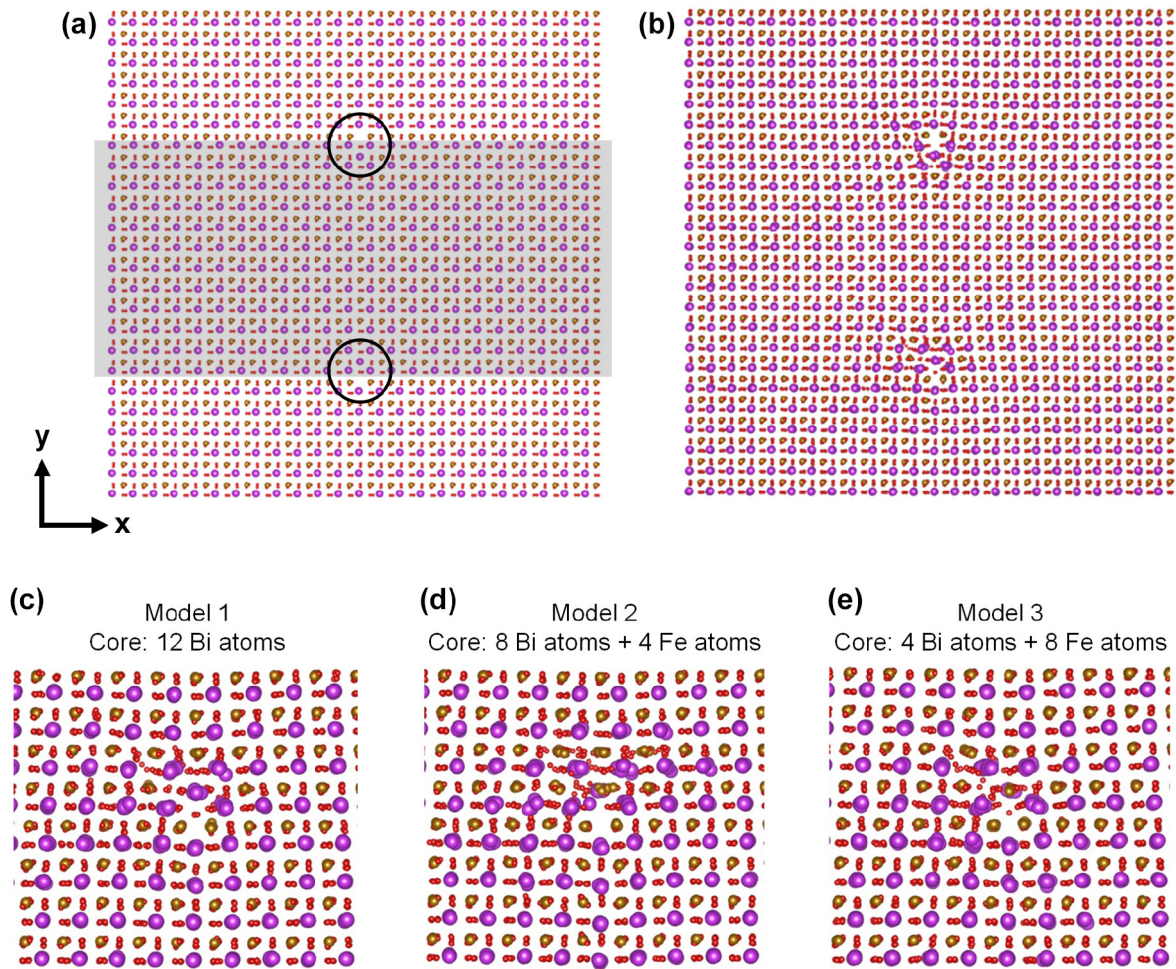 (a)
(b)
y
x
(c)
Model 1
Core: 12 Bi atoms
(d)
Model 2
Core: 8 Bi atoms + 4 Fe atoms
(e)
Model 3
Core: 4 Bi atoms + 8 Fe atoms